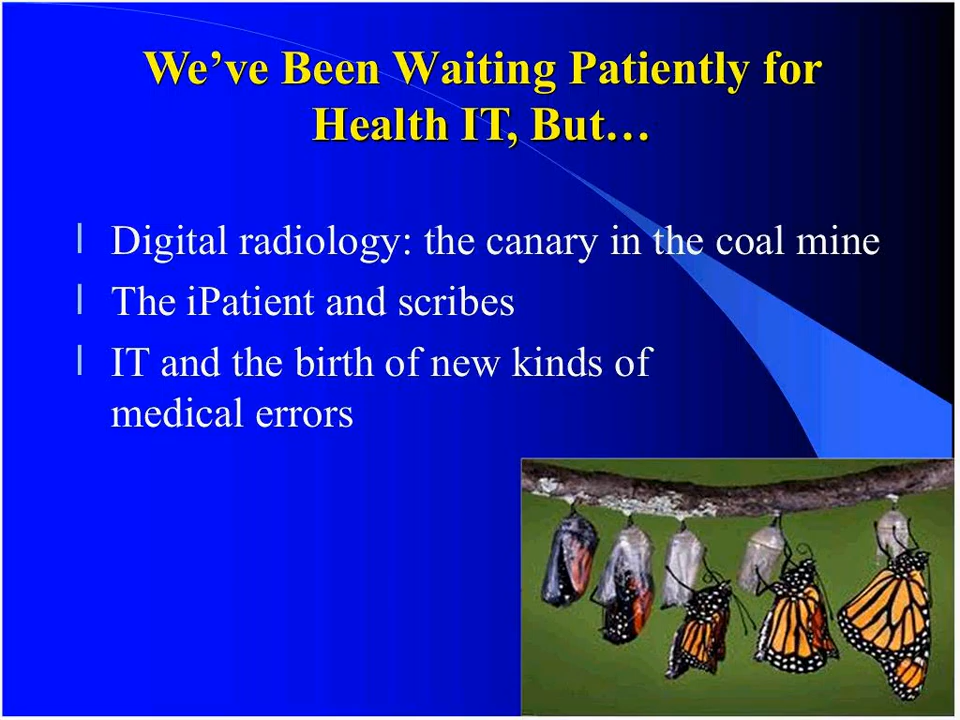 We’ve Been Waiting Patiently for
Health IT, But…
l Digital radiology: the canary in the coal mine
l The iPatient and scribes
l IT and the birth of new kinds of
medical errors